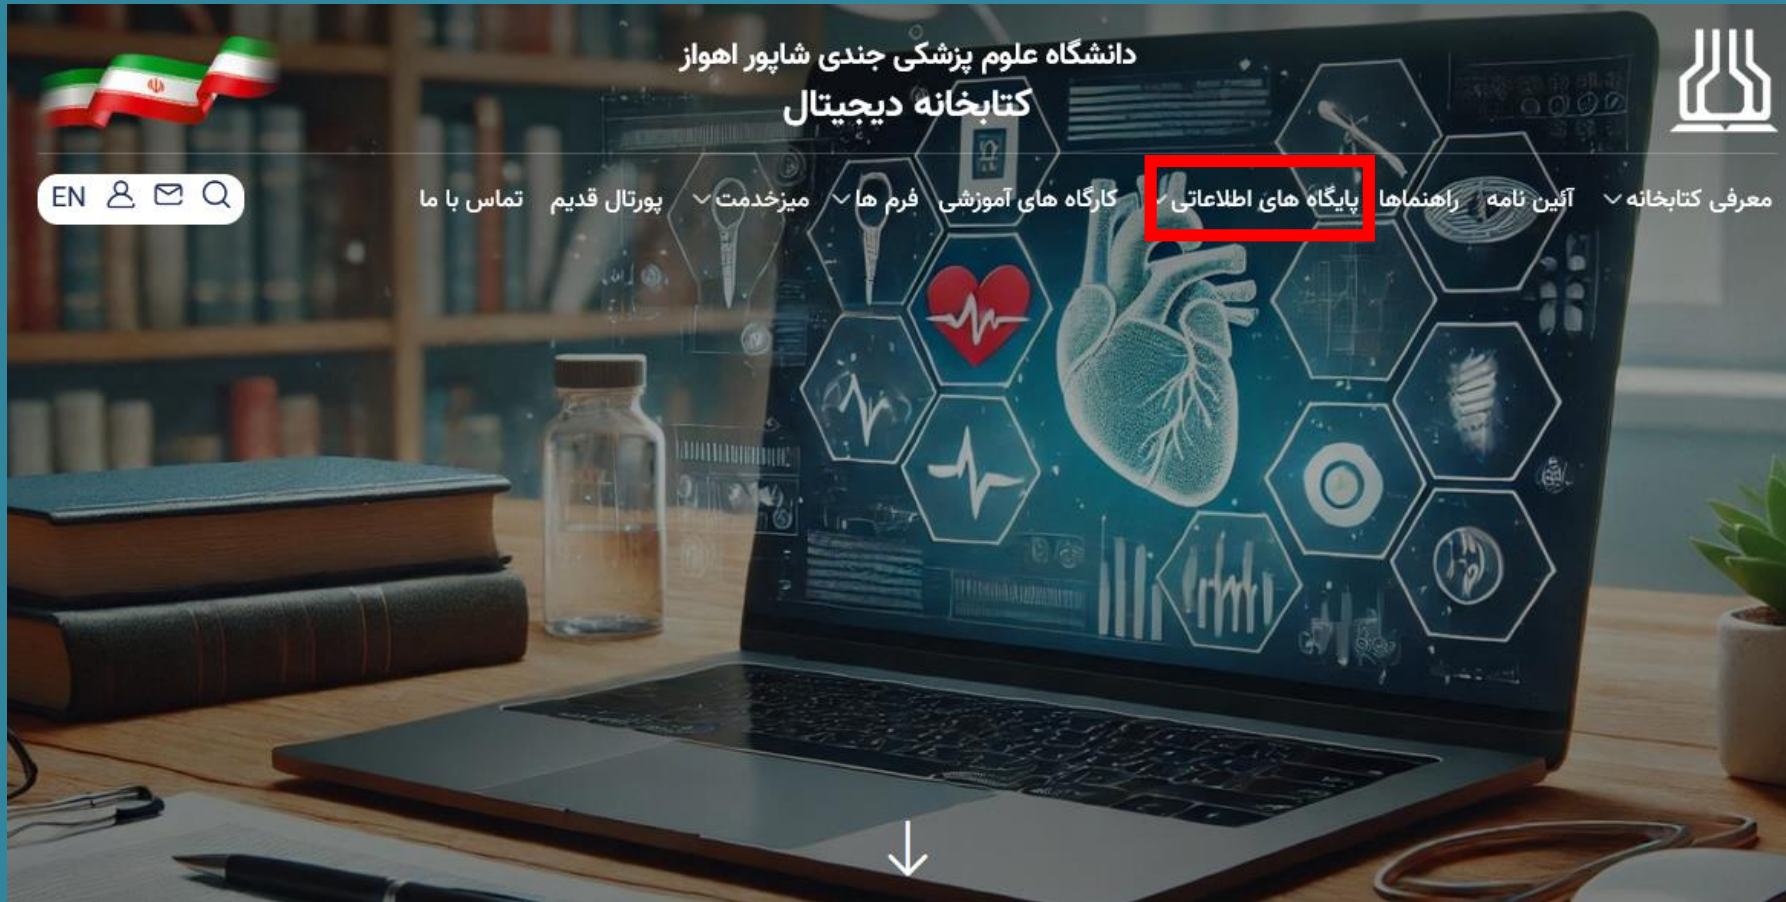 دانشگاه علوم پزشکی جندی شاپور اهواز
کتابخانه دیجیتال
معرفی کتابخانه آئین نامه راهنماها پایگاه های اطلاعاتی کارگاه های آموزشی فرم ها میزخدمت پورتال قدیم تماس با ما EN